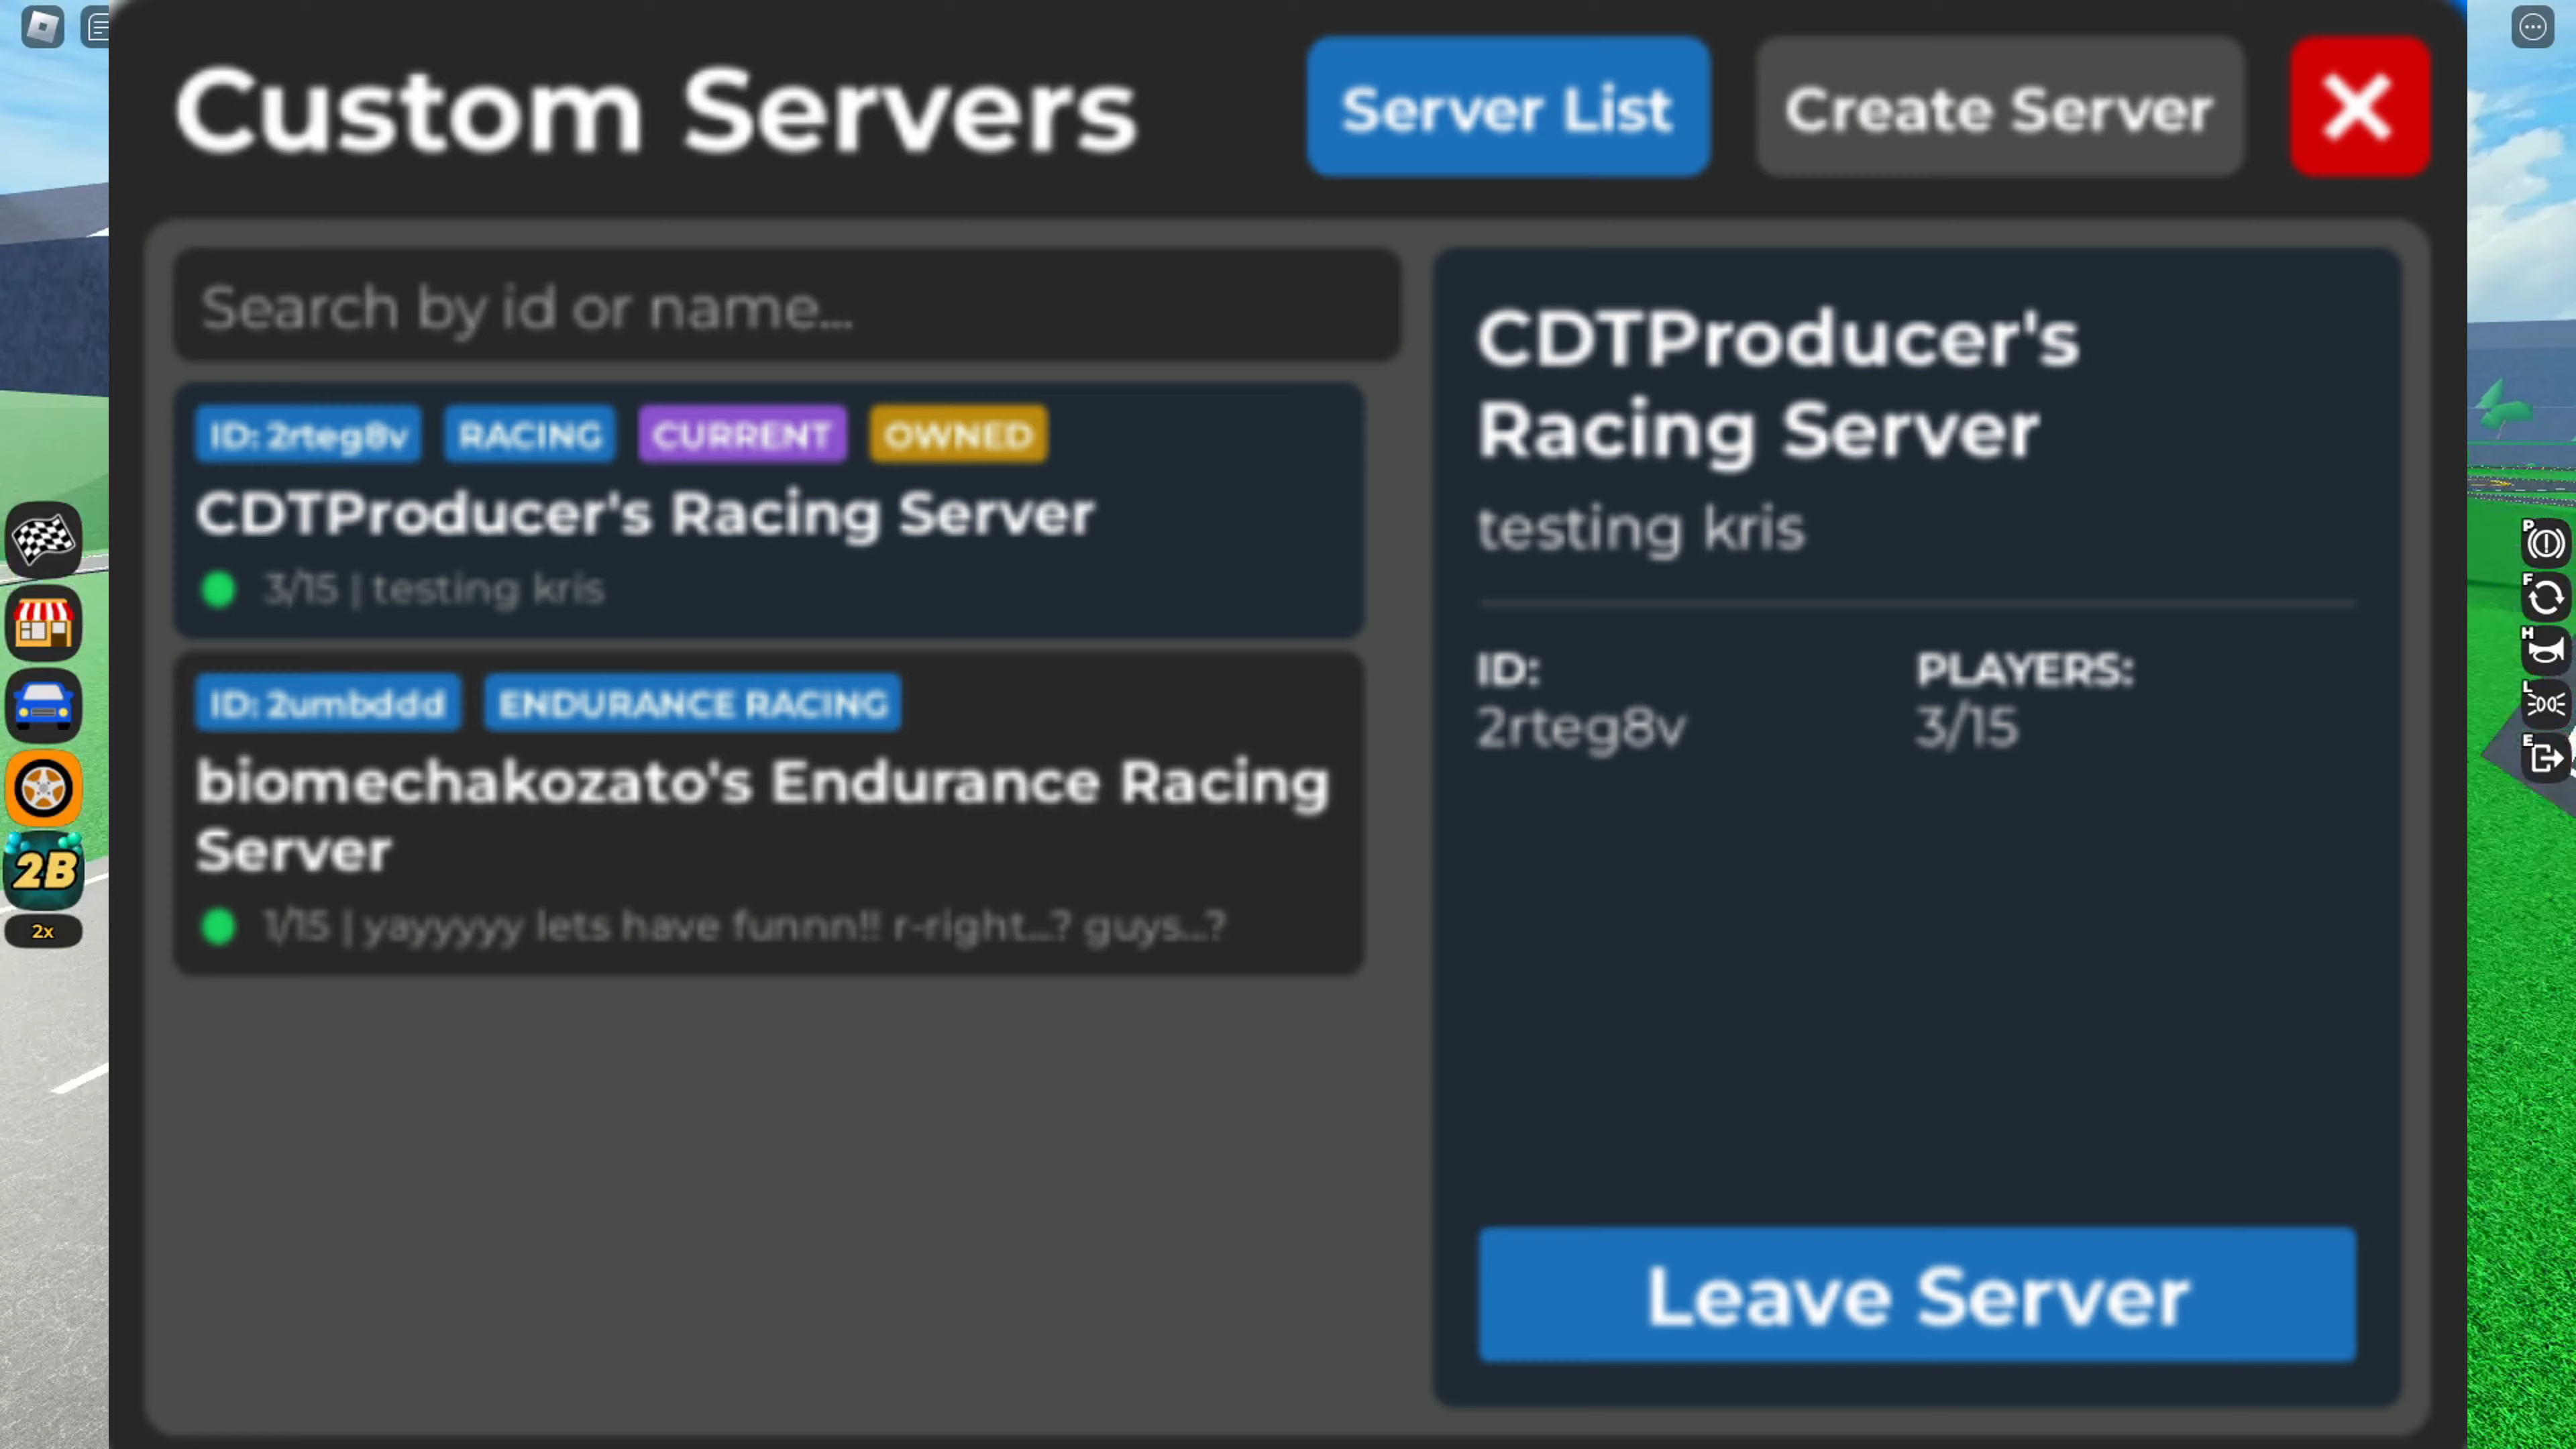 Custom Servers
Server List
Create Server
Search by id or name...
ID: 2rteg8v
RACING
CURRENT
OWNED
CDTProducer's Racing Server
3/15 | testing kris
ID: 2umbddd
ENDURANCE RACING
biomechakozato's Endurance Racing
Server
1/15 | yayyyyy lets have funnn!! r-right...? guys...?
CDTProducer's
Racing Server
testing kris
ID:
2rteg8v
PLAYERS:
3/15
Leave Server
2B
2x
P
F
H
L
E